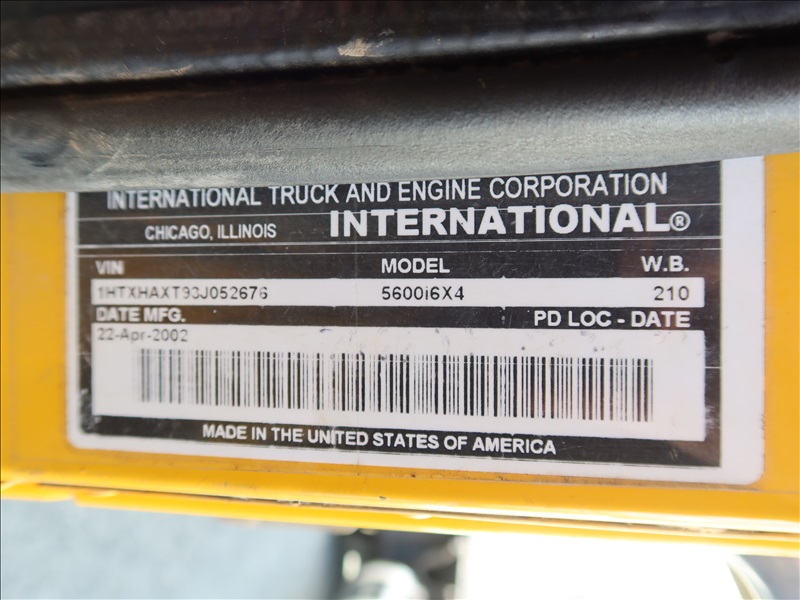 INTERNATIONAL TRUCK AND ENGINE CORPORATION
CHICAGO, ILLINOIS INTERNATIONAL®
VIN MODEL W.B.
1HTXHAXT93J052676 5600i6X4 210
DATE MFG. PD LOC - DATE
22-Apr-2002
MADE IN THE UNITED STATES OF AMERICA